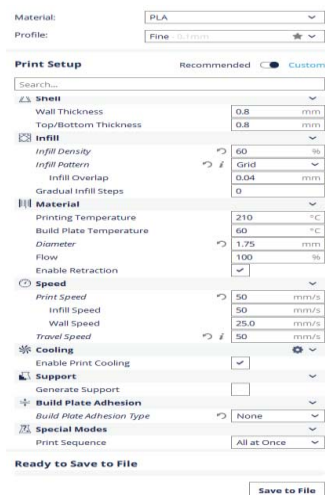 Material: PLA
Profile: Fine - 0.1mm
Print Setup Recommended Custom
Search...
Shell
Wall Thickness 0.8 mm
Top/Bottom Thickness 0.8 mm
Infill
Infill Density 60 %
Infill Pattern i Grid
Infill Overlap 0.04 mm
Gradual Infill Steps 0
Material
Printing Temperature 210 °C
Build Plate Temperature 60 °C
Diameter 1.75 mm
Flow 100 %
Enable Retraction
Speed
Print Speed 50 mm/s
Infill Speed 50 mm/s
Wall Speed 25.0 mm/s
Travel Speed i 50 mm/s
Cooling
Enable Print Cooling
Support
Generate Support
Build Plate Adhesion
Build Plate Adhesion Type None
Special Modes
Print Sequence All at Once
Ready to Save to File
Save to File